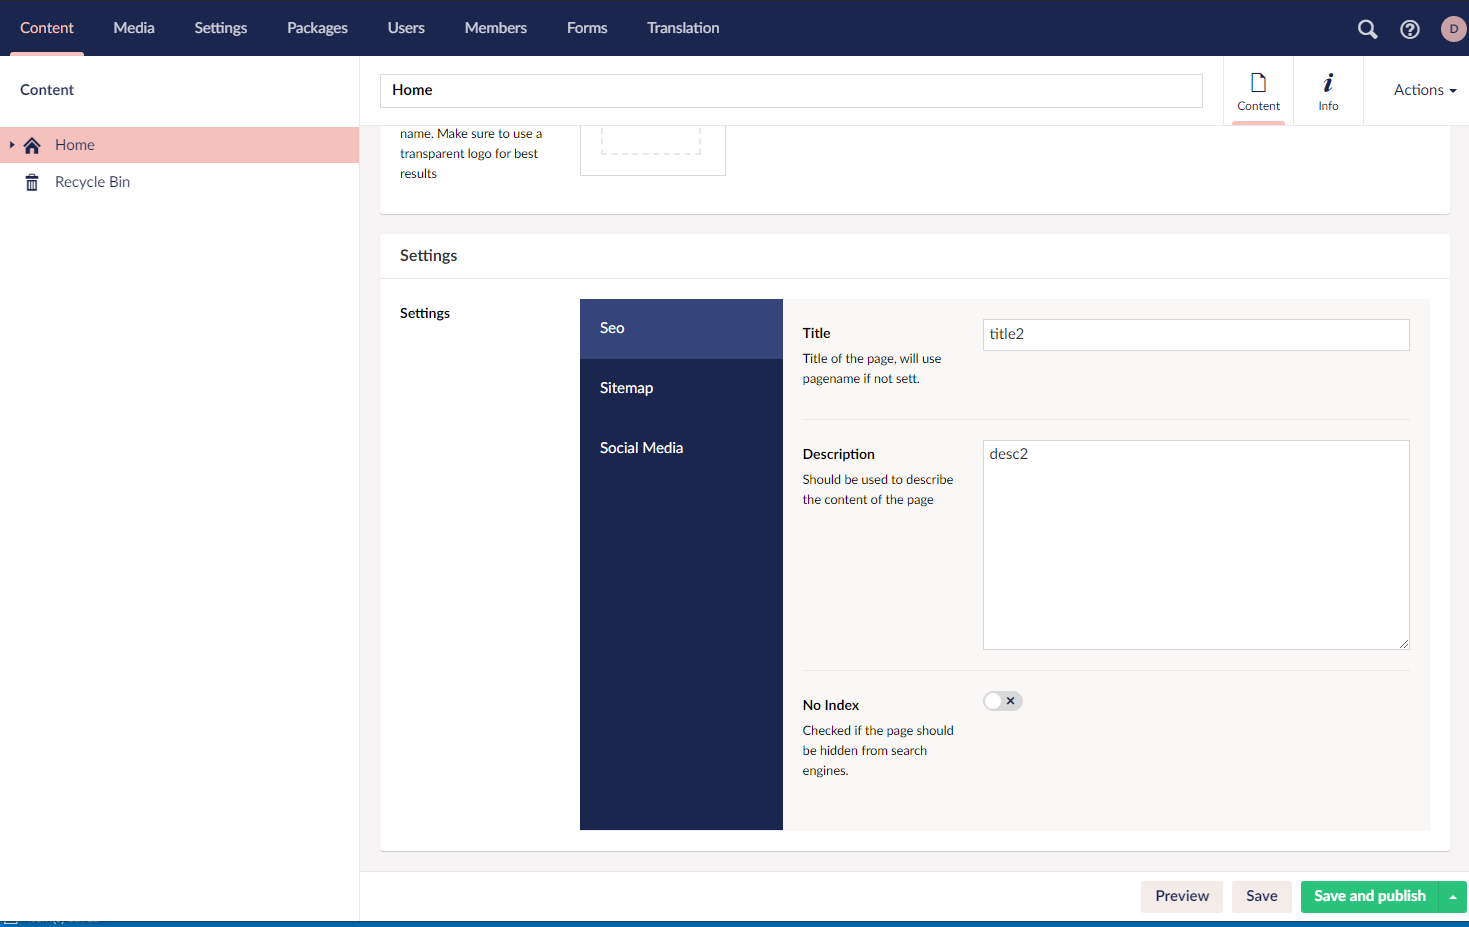 Content Media Settings Packages Users Members Forms Translation
D
Content
Home
Recycle Bin
Home
Content
Info
Actions
name. Make sure to use a
transparent logo for best
results
Settings
Settings
Seo
Sitemap
Social Media
Title
Title of the page, will use
pagename if not sett.
title2
Description
Should be used to describe
the content of the page
desc2
No Index
Checked if the page should
be hidden from search
engines.
Preview Save Save and publish